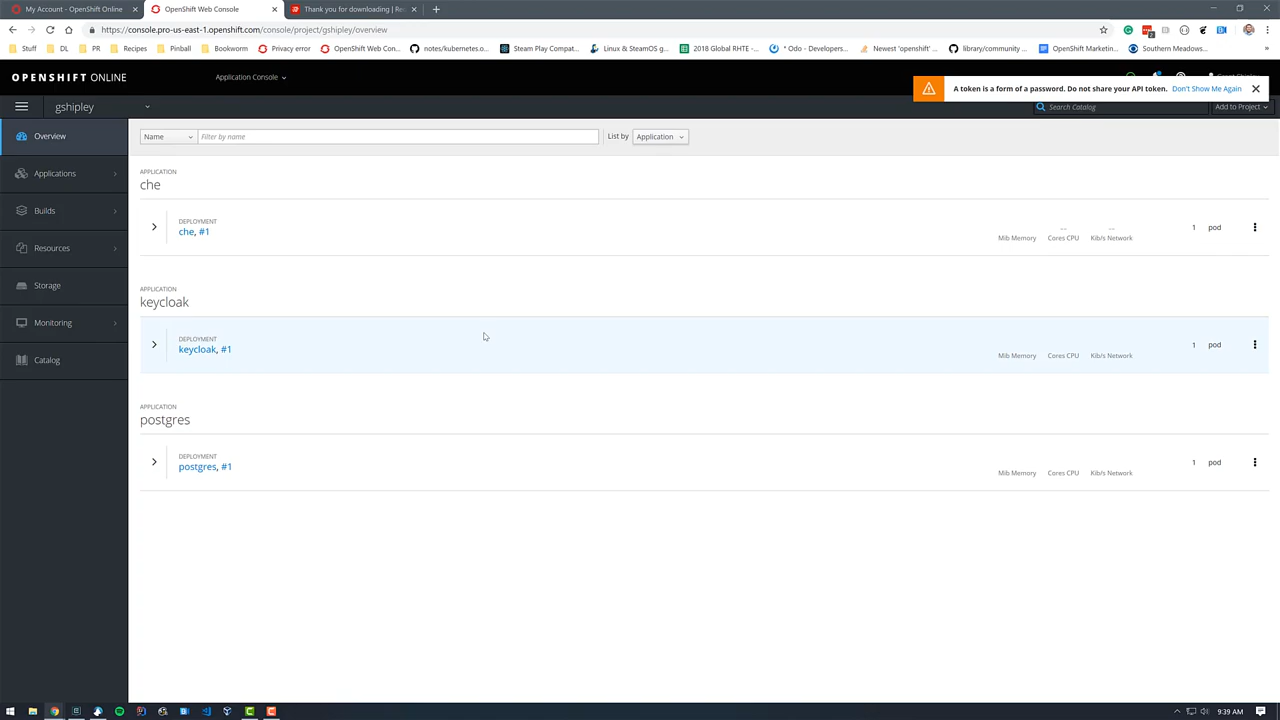 My Account - OpenShift Online
OpenShift Web Console
Thank you for downloading | Re
https://console.pro-us-east-1.openshift.com/console/project/gshipley/overview
Stuff
DL
PR
Recipes
Pinball
Bookworm
Privacy error
OpenShift Web Con...
notes/kubernetes.o...
Steam Play Compat...
Linux & SteamOS g...
2018 Global RHTE -...
* Odo - Developers...
Newest 'openshift' ...
library/community ...
OpenShift Marketin...
Southern Meadows...
OPENSHIFT ONLINE
Application Console
A token is a form of a password. Do not share your API token. Don't Show Me Again
gshipley
Search Catalog
Add to Project
Overview
Applications
Builds
Resources
Storage
Monitoring
Catalog
Name
Filter by name
List by
Application
APPLICATION
che
DEPLOYMENT
che, #1
-- --
Mib Memory Cores CPU Kib/s Network
1 pod
APPLICATION
keycloak
DEPLOYMENT
keycloak, #1
Mib Memory Cores CPU Kib/s Network
1 pod
APPLICATION
postgres
DEPLOYMENT
postgres, #1
Mib Memory Cores CPU Kib/s Network
1 pod
9:39 AM